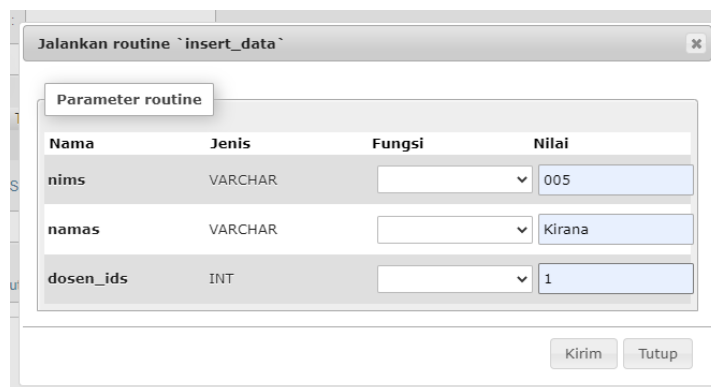 Jalankan routine `insert_data`
Parameter routine
Nama Jenis Fungsi Nilai
nims VARCHAR 005
namas VARCHAR Kirana
dosen_ids INT 1
Kirim Tutup